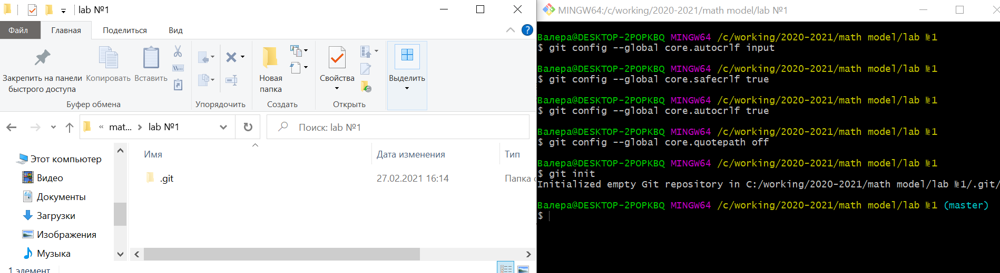 lab №1
Файл
Главная
Поделиться
Вид
Закрепить на панели
быстрого доступа
Копировать
Вставить
Буфер обмена
Упорядочить
Новая
папка
Создать
Свойства
Открыть
Выделить
« mat... > lab №1
Поиск: lab №1
Этот компьютер
Видео
Документы
Загрузки
Изображения
Музыка
Имя
Дата изменения
Тип
.git
27.02.2021 16:14
Папка с
1 элемент
MINGW64:/c/working/2020-2021/math model/lab №1
Валера@DESKTOP-2POPKBQ MINGW64 /c/working/2020-2021/math model/lab №1
$ git config --global core.autocrlf input
Валера@DESKTOP-2POPKBQ MINGW64 /c/working/2020-2021/math model/lab №1
$ git config --global core.safecrlf true
Валера@DESKTOP-2POPKBQ MINGW64 /c/working/2020-2021/math model/lab №1
$ git config --global core.autocrlf true
Валера@DESKTOP-2POPKBQ MINGW64 /c/working/2020-2021/math model/lab №1
$ git config --global core.quotepath off
Валера@DESKTOP-2POPKBQ MINGW64 /c/working/2020-2021/math model/lab №1
$ git init
Initialized empty Git repository in C:/working/2020-2021/math model/lab №1/.git/
Валера@DESKTOP-2POPKBQ MINGW64 /c/working/2020-2021/math model/lab №1 (master)
$